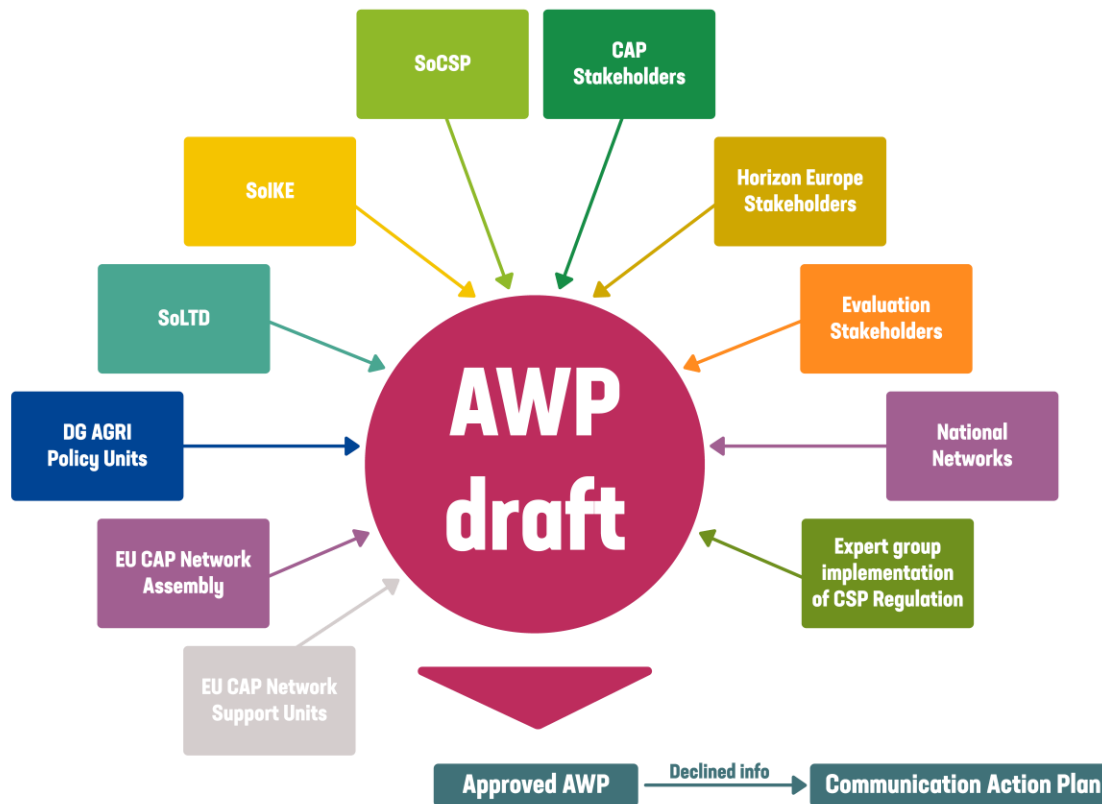 SoCSP
CAP
Stakeholders
SoIKE
Horizon Europe
Stakeholders
SoLTD
Evaluation
Stakeholders
DG AGRI
Policy Units
AWP
draft
National
Networks
EU CAP Network
Assembly
Expert group
implementation
of CSP Regulation
EU CAP Network
Support Units
Approved AWP
Declined info
Communication Action Plan